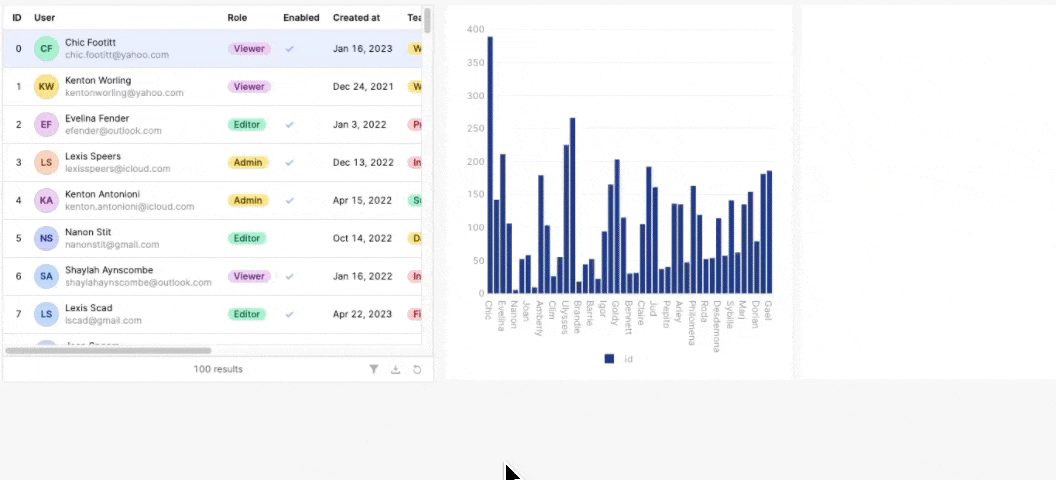 ID User Role Enabled Created at Tea
0 CF Chic Footitt Viewer Jan 16, 2023 W
chic.footitt@yahoo.com
1 KW Kenton Worling Viewer Dec 24, 2021 W
kentonworling@yahoo.com
2 EF Evelina Fender Editor Jan 3, 2022 Pr
efender@outlook.com
3 LS Lexis Speers Admin Dec 13, 2022 In
lexisspeers@icloud.com
4 KA Kenton Antonioni Admin Apr 15, 2022 Su
kenton.antonioni@icloud.com
5 NS Nanon Stit Editor Oct 14, 2022 D
nanonstit@gmail.com
6 SA Shaylah Aynscombe Viewer Jan 16, 2022 In
shaylahaynscombe@outlook.com
7 LS Lexis Scad Editor Apr 22, 2023 Fi
lscad@gmail.com
100 results
400
350
300
250
200
150
100
50
0
Chic
Evelina
Nanon
Joan
Amberly
Clim
Ulysses
Brandie
Barrie
Igor
Goldy
Bennett
Claire
Jud
Pepito
Arley
Philomena
Roda
Desdemona
Sybille
Marj
Dorian
Gael
id